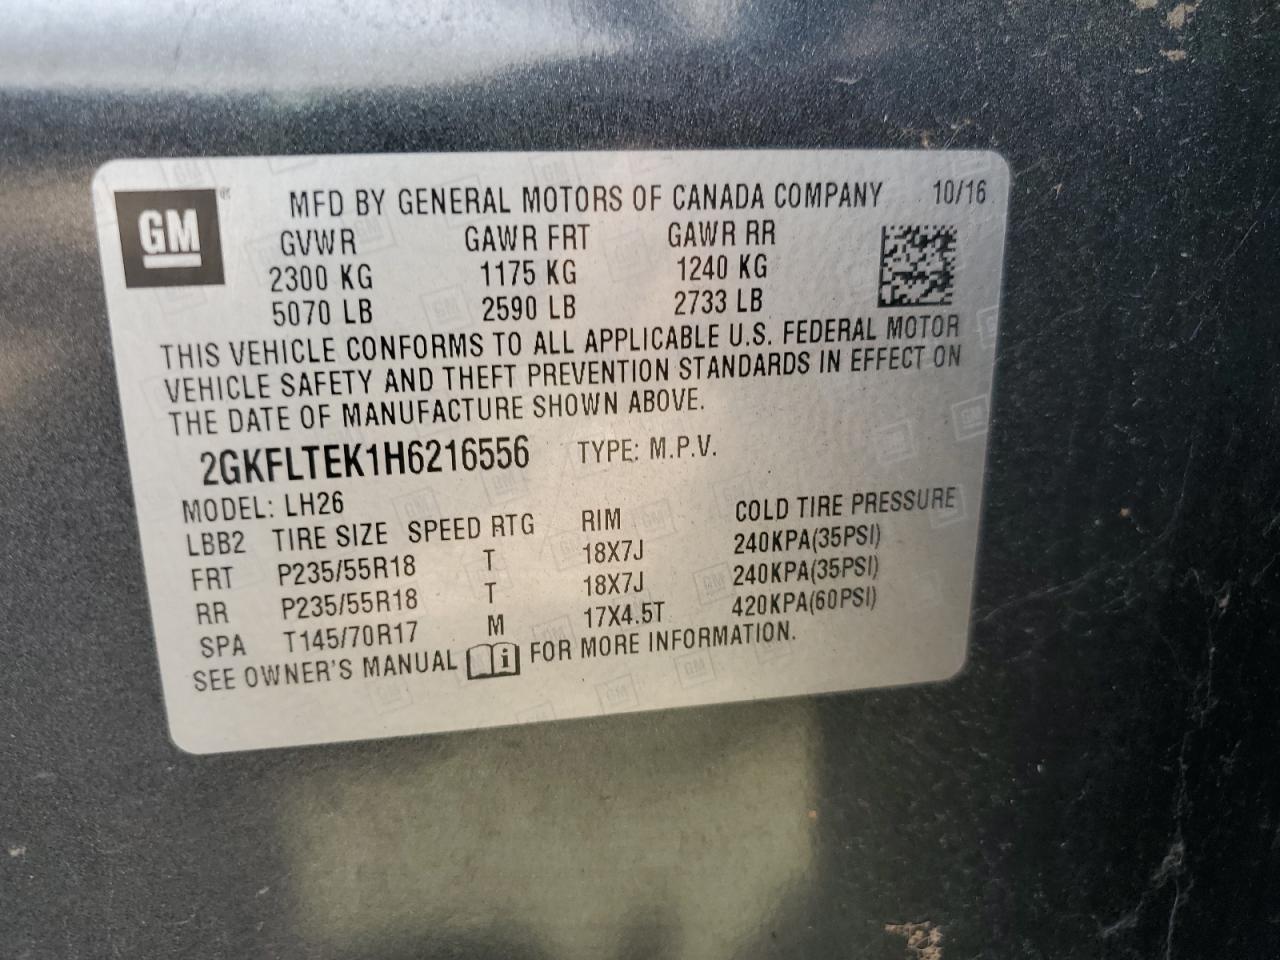 GM ® MFD BY GENERAL MOTORS OF CANADA COMPANY 10/16
GVWR GAWR FRT GAWR RR
2300 KG 1175 KG 1240 KG
5070 LB 2590 LB 2733 LB
THIS VEHICLE CONFORMS TO ALL APPLICABLE U.S. FEDERAL MOTOR
VEHICLE SAFETY AND THEFT PREVENTION STANDARDS IN EFFECT ON
THE DATE OF MANUFACTURE SHOWN ABOVE.
2GKFLTEK1H6216556 TYPE: M.P.V.
MODEL: LH26
LBB2 TIRE SIZE SPEED RTG RIM COLD TIRE PRESSURE
FRT P235/55R18 T 18X7J 240KPA(35PSI)
RR P235/55R18 T 18X7J 240KPA(35PSI)
SPA T145/70R17 M 17X4.5T 420KPA(60PSI)
SEE OWNER'S MANUAL i FOR MORE INFORMATION.